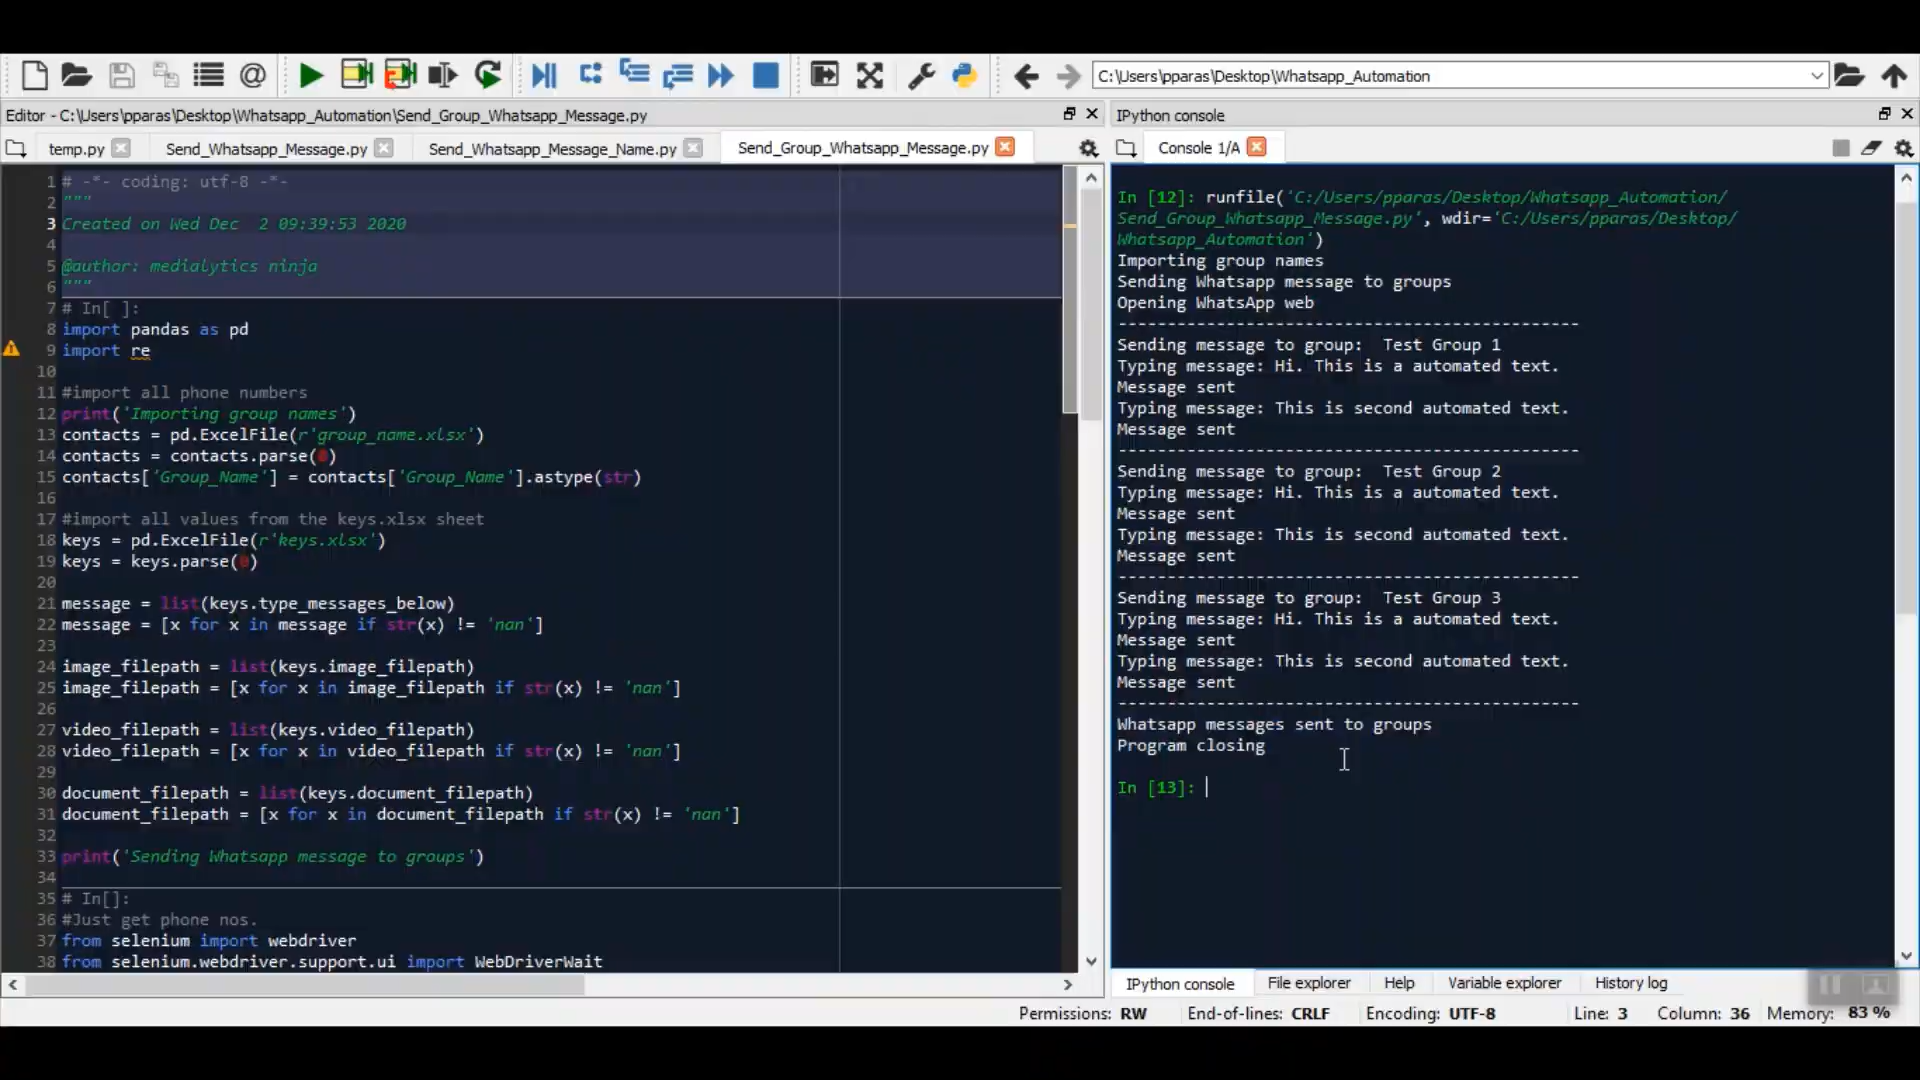 C:\Users\pparas\Desktop\Whatsapp_Automation
Editor - C:\Users\pparas\Desktop\Whatsapp_Automation\Send_Group_Whatsapp_Message.py
temp.py
Send_Whatsapp_Message.py
Send_Whatsapp_Message_Name.py
Send_Group_Whatsapp_Message.py
1 # -*- coding: utf-8 -*-
2 """
3 Created on Wed Dec  2 09:39:53 2020
4
5 @author: medialytics ninja
6 """
7 # In[ ]:
8 import pandas as pd
9 import re
10
11 #import all phone numbers
12 print('Importing group names')
13 contacts = pd.ExcelFile(r'group_name.xlsx')
14 contacts = contacts.parse(0)
15 contacts['Group_Name'] = contacts['Group_Name'].astype(str)
16
17 #import all values from the keys.xlsx sheet
18 keys = pd.ExcelFile(r'keys.xlsx')
19 keys = keys.parse(0)
20
21 message = list(keys.type_messages_below)
22 message = [x for x in message if str(x) != 'nan']
23
24 image_filepath = list(keys.image_filepath)
25 image_filepath = [x for x in image_filepath if str(x) != 'nan']
26
27 video_filepath = list(keys.video_filepath)
28 video_filepath = [x for x in video_filepath if str(x) != 'nan']
29
30 document_filepath = list(keys.document_filepath)
31 document_filepath = [x for x in document_filepath if str(x) != 'nan']
32
33 print('Sending Whatsapp message to groups')
34
35 # In[]:
36 #Just get phone nos.
37 from selenium import webdriver
38 from selenium.webdriver.support.ui import WebDriverWait
IPython console
Console 1/A
In [12]: runfile('C:/Users/pparas/Desktop/Whatsapp_Automation/
Send_Group_Whatsapp_Message.py', wdir='C:/Users/pparas/Desktop/
Whatsapp_Automation')
Importing group names
Sending Whatsapp message to groups
Opening WhatsApp web
-----------------------------------------------
Sending message to group:  Test Group 1
Typing message: Hi. This is a automated text.
Message sent
Typing message: This is second automated text.
Message sent
-----------------------------------------------
Sending message to group:  Test Group 2
Typing message: Hi. This is a automated text.
Message sent
Typing message: This is second automated text.
Message sent
-----------------------------------------------
Sending message to group:  Test Group 3
Typing message: Hi. This is a automated text.
Message sent
Typing message: This is second automated text.
Message sent
-----------------------------------------------
Whatsapp messages sent to groups
Program closing
In [13]:
IPython console File explorer Help Variable explorer History log
Permissions: RW End-of-lines: CRLF Encoding: UTF-8 Line: 3 Column: 36 Memory: 83 %